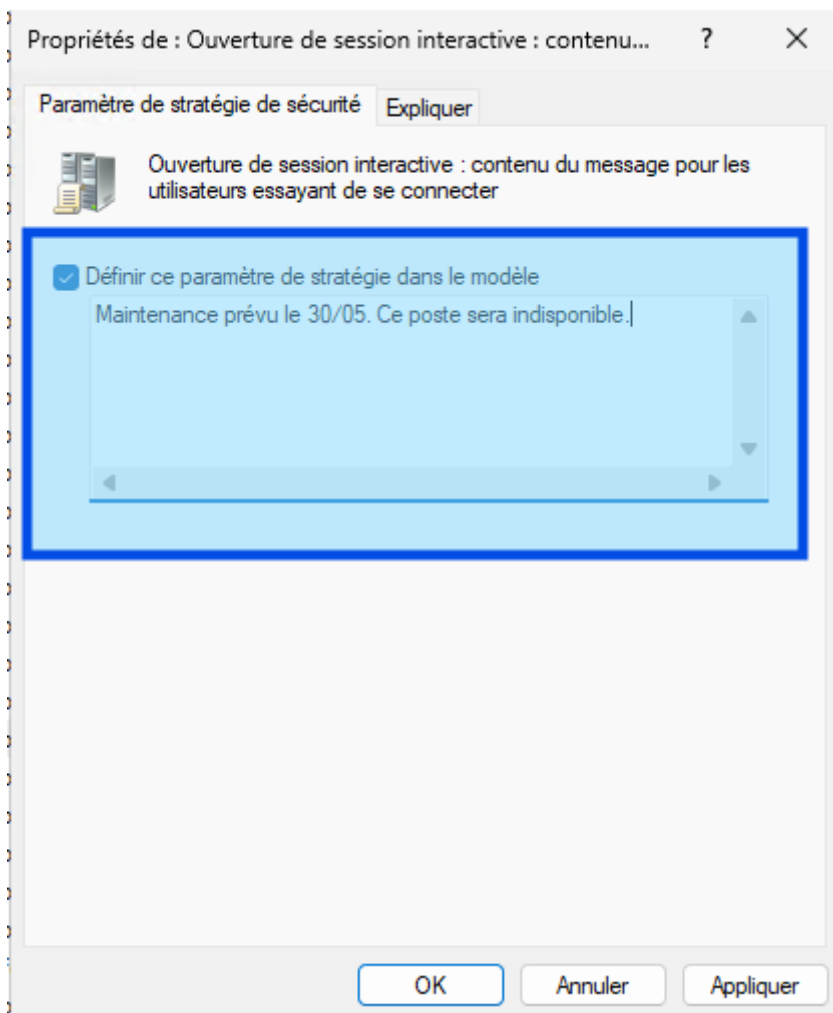 Propriétés de : Ouverture de session interactive : contenu... ? ×
Paramètre de stratégie de sécurité Expliquer
Ouverture de session interactive : contenu du message pour les
utilisateurs essayant de se connecter
Définir ce paramètre de stratégie dans le modèle
Maintenance prévu le 30/05. Ce poste sera indisponible.
OK Annuler Appliquer